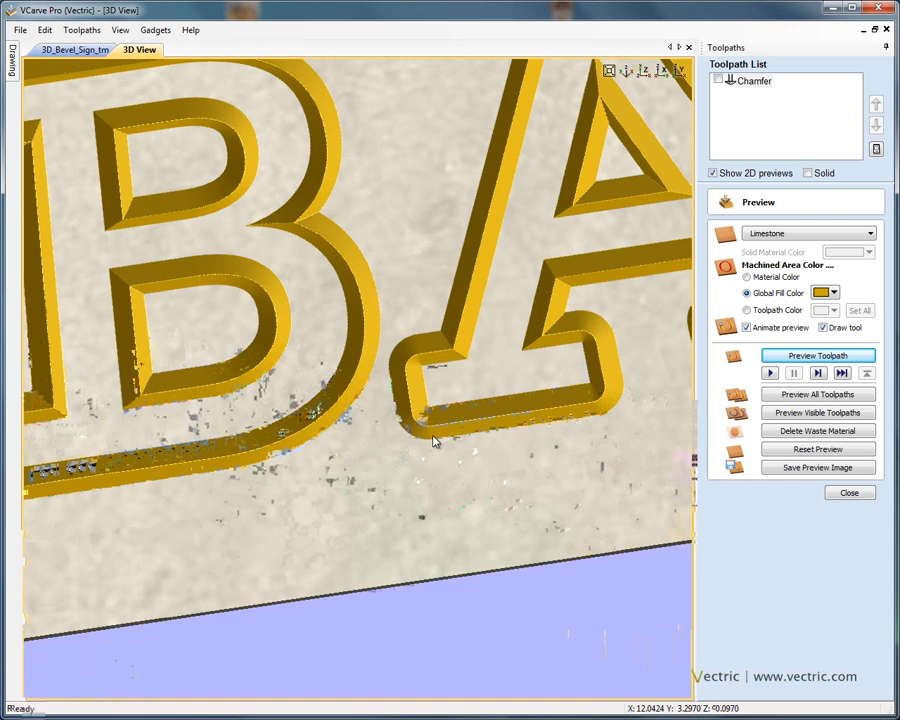 VCarve Pro (Vectric) - [3D View]
File Edit Toolpaths View Gadgets Help
3D_Bevel_Sign_tm 3D View
Drawing
BA
Toolpaths
Toolpath List
Chamfer
Show 2D previews Solid
Preview
Limestone
Solid Material Color
Machined Area Color ....
Material Color
Global Fill Color
Toolpath Color Set All
Animate preview Draw tool
Preview Toolpath
Preview All Toolpaths
Preview Visible Toolpaths
Delete Waste Material
Reset Preview
Save Preview Image
Close
Vectric | www.vectric.com
Ready
X: 12.0424 Y: 3.2970 Z:-0.0970